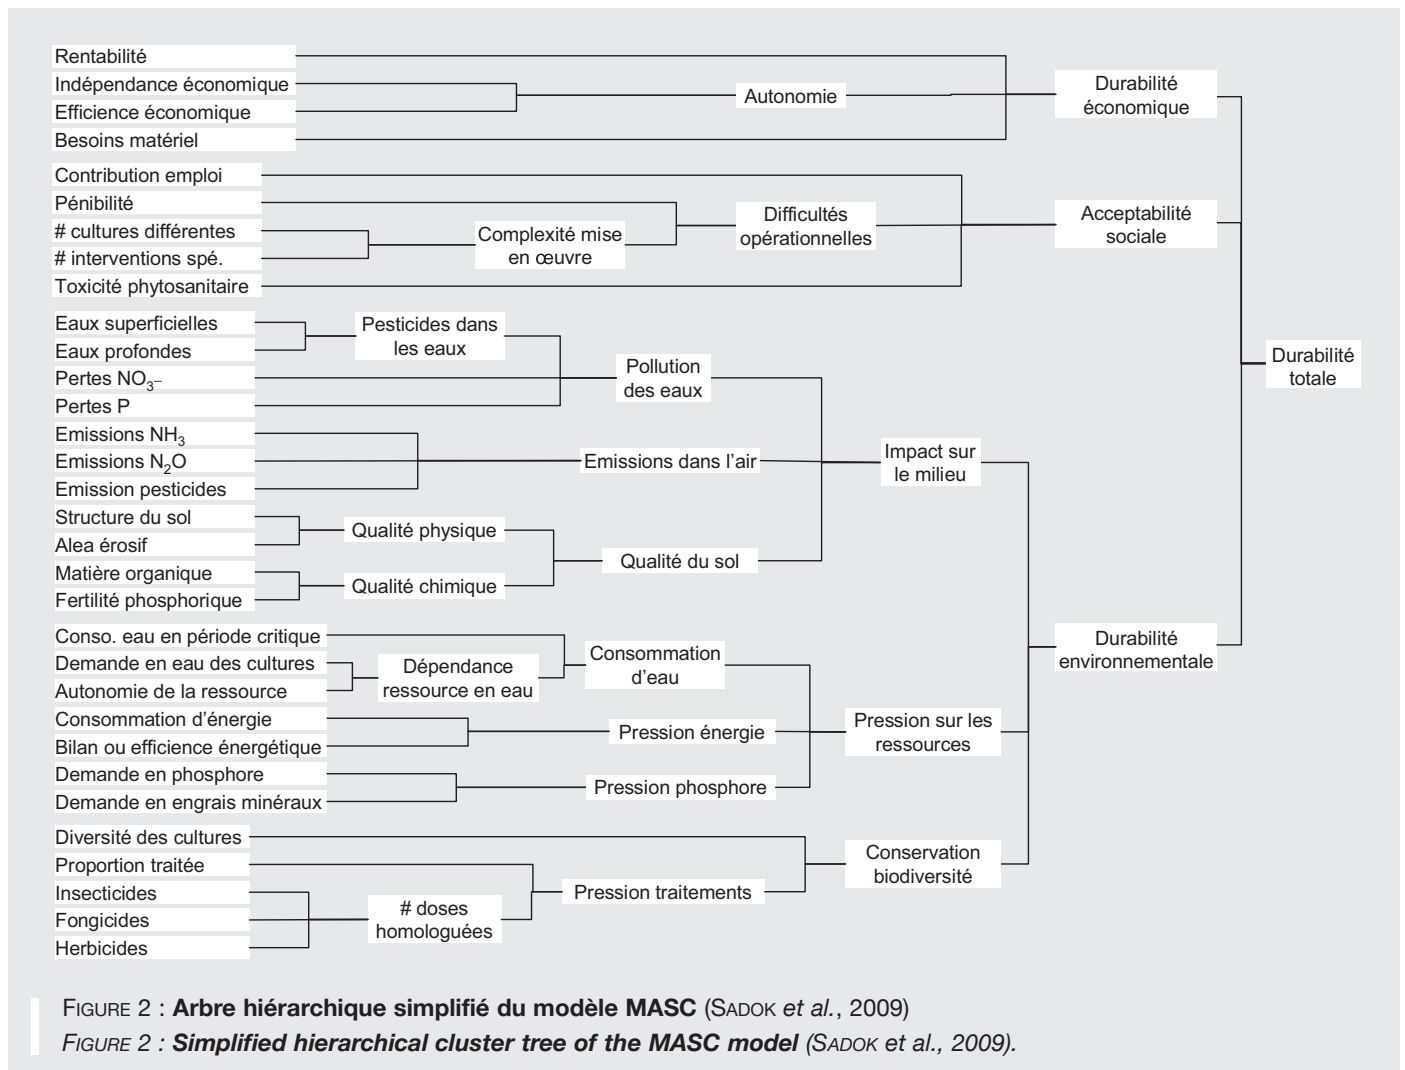 Rentabilité
Indépendance économique
Efficience économique
Besoins matériel
Autonomie
Durabilité
économique
Contribution emploi
Pénibilité
# cultures différentes
# interventions spé.
Toxicité phytosanitaire
Complexité mise
en œuvre
Difficultés
opérationnelles
Acceptabilité
sociale
Eaux superficielles
Eaux profondes
Pertes NO3–
Pertes P
Emissions NH3
Emissions N2O
Emission pesticides
Structure du sol
Alea érosif
Matière organique
Fertilité phosphorique
Pesticides dans
les eaux
Pollution
des eaux
Emissions dans l’air
Qualité physique
Qualité chimique
Qualité du sol
Impact sur
le milieu
Conso. eau en période critique
Demande en eau des cultures
Autonomie de la ressource
Consommation d’énergie
Bilan ou efficience énergétique
Demande en phosphore
Demande en engrais minéraux
Dépendance
ressource en eau
Consommation
d’eau
Pression énergie
Pression phosphore
Pression sur les
ressources
Diversité des cultures
Proportion traitée
Insecticides
Fongicides
Herbicides
# doses
homologuées
Pression traitements
Conservation
biodiversité
Durabilité
environnementale
Durabilité
totale
FIGURE 2 : Arbre hiérarchique simplifié du modèle MASC (SADOK et al., 2009)
FIGURE 2 : Simplified hierarchical cluster tree of the MASC model (SADOK et al., 2009).